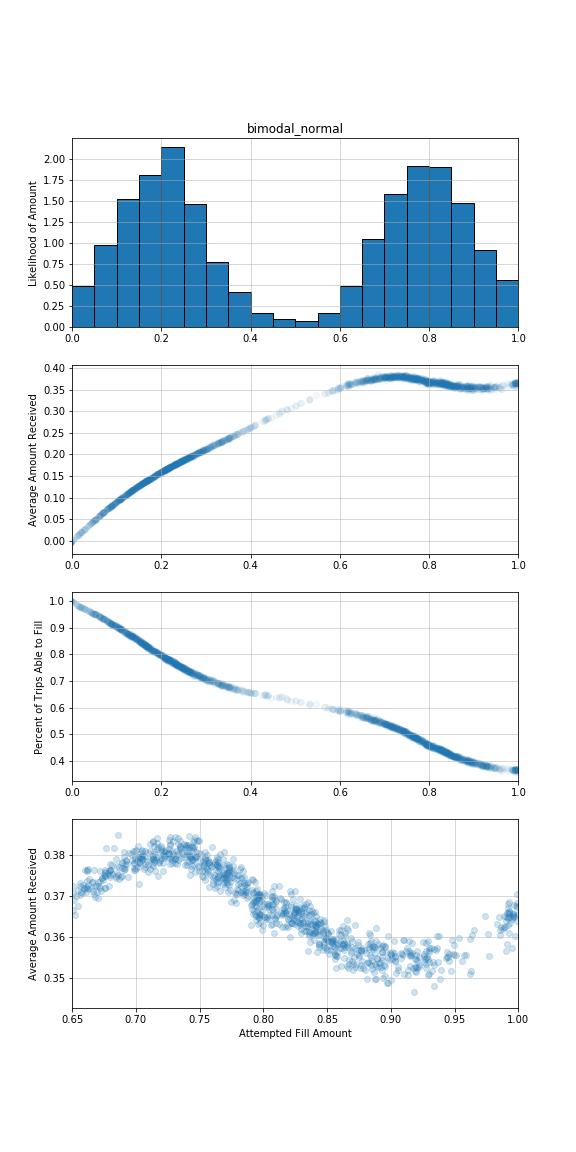 bimodal_normal
Likelihood of Amount
2.00
1.75
1.50
1.25
1.00
0.75
0.50
0.25
0.00
0.0 0.2 0.4 0.6 0.8 1.0
Average Amount Received
0.40
0.35
0.30
0.25
0.20
0.15
0.10
0.05
0.00
0.0 0.2 0.4 0.6 0.8 1.0
Percent of Trips Able to Fill
1.0
0.9
0.8
0.7
0.6
0.5
0.4
0.0 0.2 0.4 0.6 0.8 1.0
Average Amount Received
0.38
0.37
0.36
0.35
0.65 0.70 0.75 0.80 0.85 0.90 0.95 1.00
Attempted Fill Amount